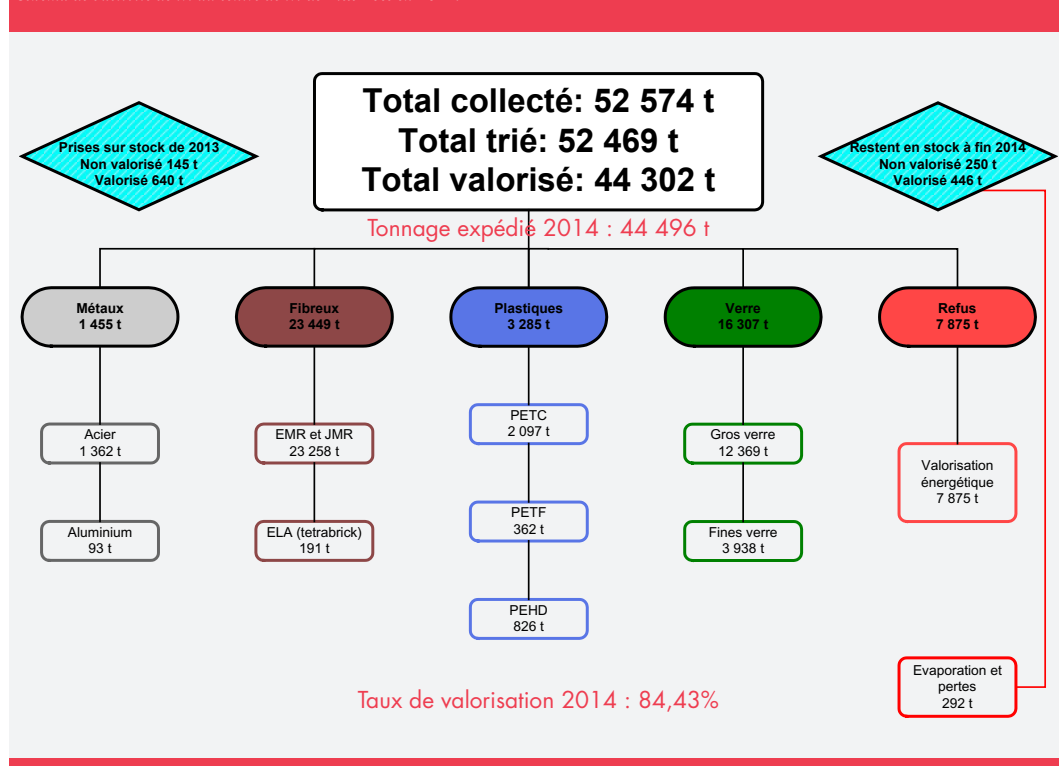 Total collecté: 52 574 t
Total trié: 52 469 t
Total valorisé: 44 302 t
Prises sur stock de 2013
Non valorisé 145 t
Valorisé 640 t
Restent en stock à fin 2014
Non valorisé 250 t
Valorisé 446 t
Tonnage expédié 2014 : 44 496 t
Métaux
1 455 t
Fibreux
23 449 t
Plastiques
3 285 t
Verre
16 307 t
Refus
7 875 t
Acier
1 362 t
EMR et JMR
23 258 t
PETC
2 097 t
Gros verre
12 369 t
Valorisation
énergétique
7 875 t
Aluminium
93 t
ELA (tetrabrick)
191 t
PETF
362 t
Fines verre
3 938 t
PEHD
826 t
Evaporation et
pertes
292 t
Taux de valorisation 2014 : 84,43%